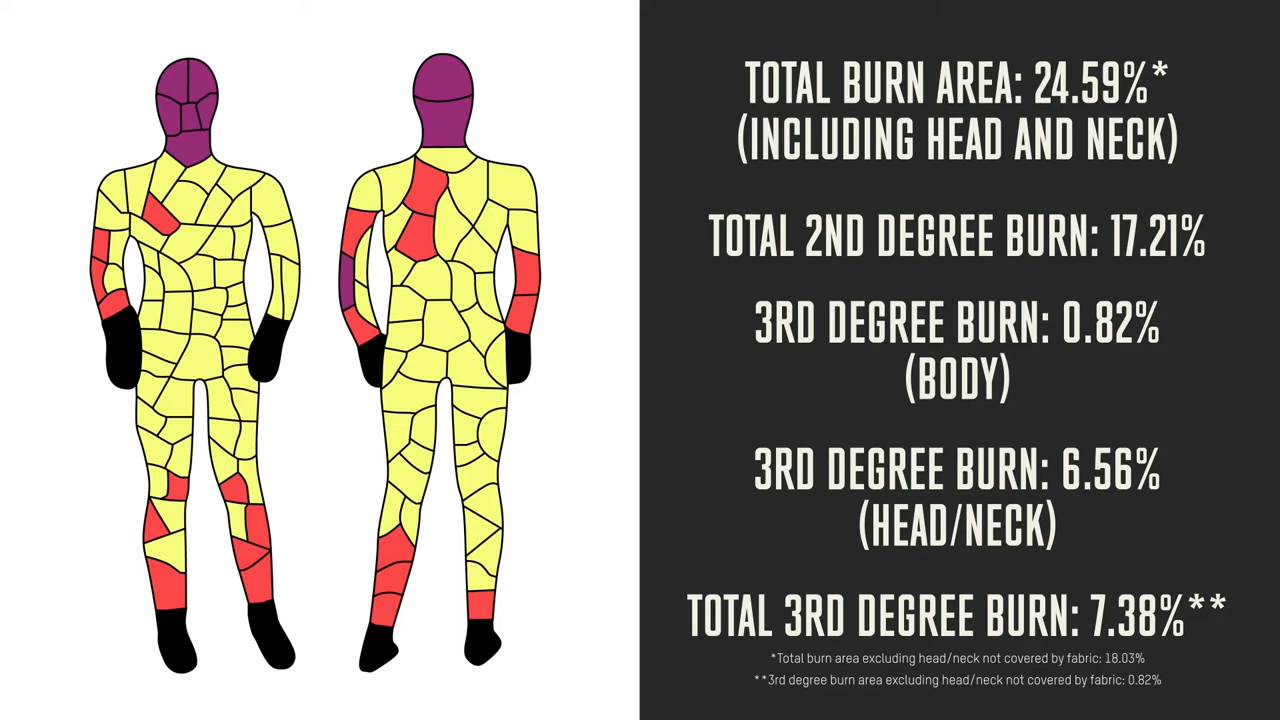 TOTAL BURN AREA: 24.59%*
(INCLUDING HEAD AND NECK)
TOTAL 2ND DEGREE BURN: 17.21%
3RD DEGREE BURN: 0.82%
(BODY)
3RD DEGREE BURN: 6.56%
(HEAD/NECK)
TOTAL 3RD DEGREE BURN: 7.38%**
*Total burn area excluding head/neck not covered by fabric: 18.03%
**3rd degree burn area excluding head/neck not covered by fabric: 0.82%